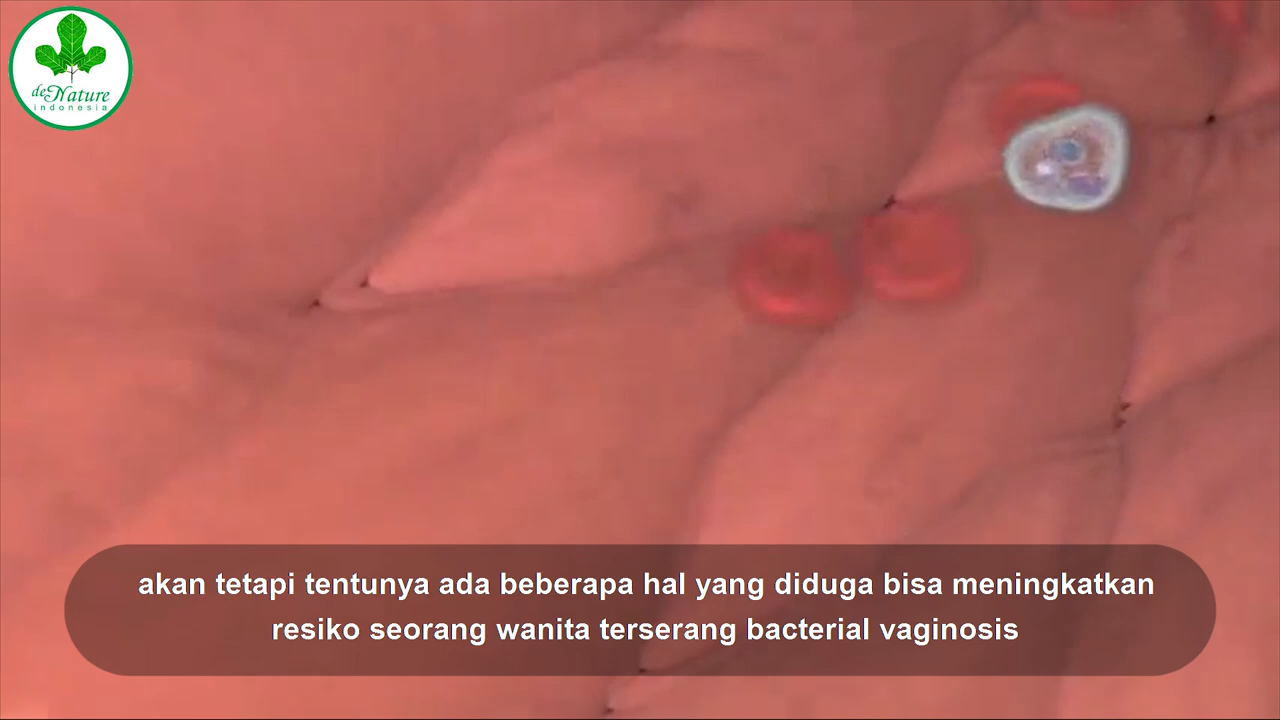 deNature
indonesia
akan tetapi tentunya ada beberapa hal yang diduga bisa meningkatkan
resiko seorang wanita terserang bacterial vaginosis